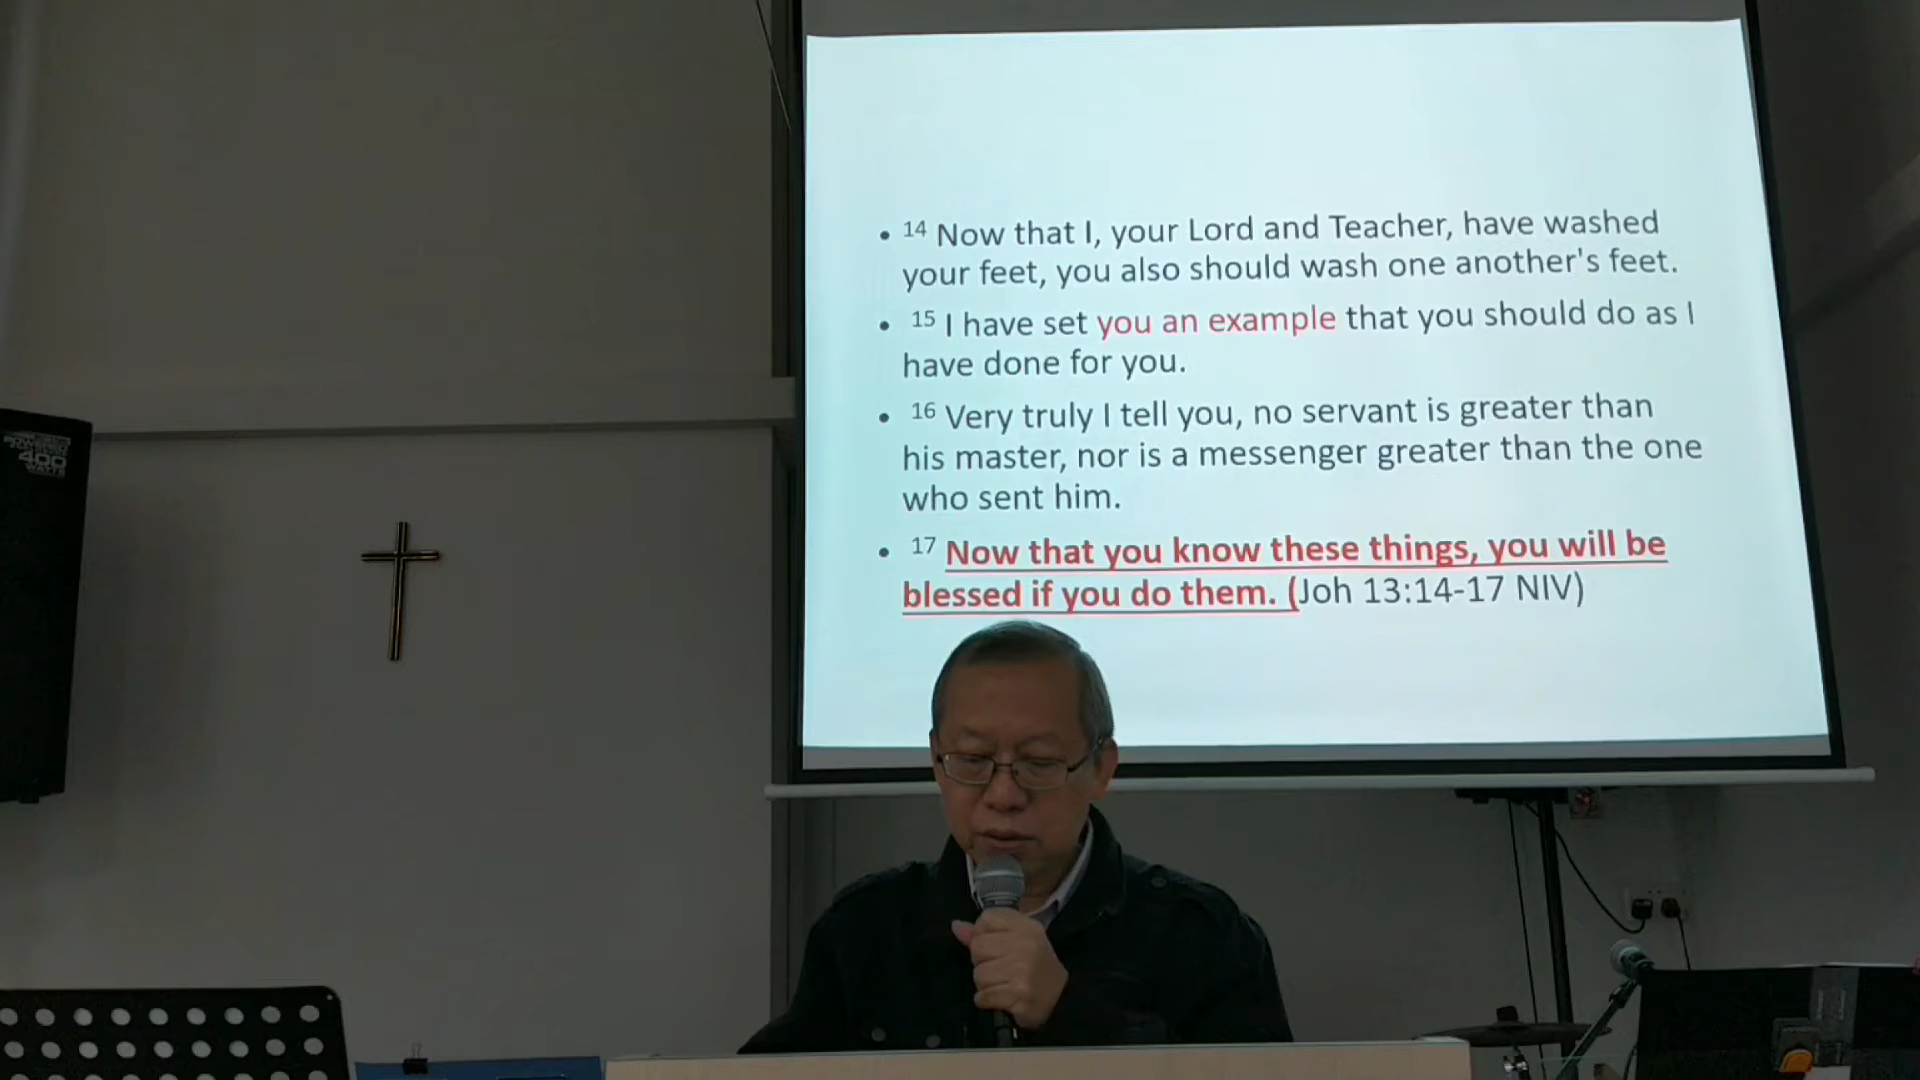 • 14 Now that I, your Lord and Teacher, have washed
your feet, you also should wash one another's feet.
• 15 I have set you an example that you should do as I
have done for you.
• 16 Very truly I tell you, no servant is greater than
his master, nor is a messenger greater than the one
who sent him.
• 17 Now that you know these things, you will be
blessed if you do them. (Joh 13:14-17 NIV)
POWERED
400
WATTS